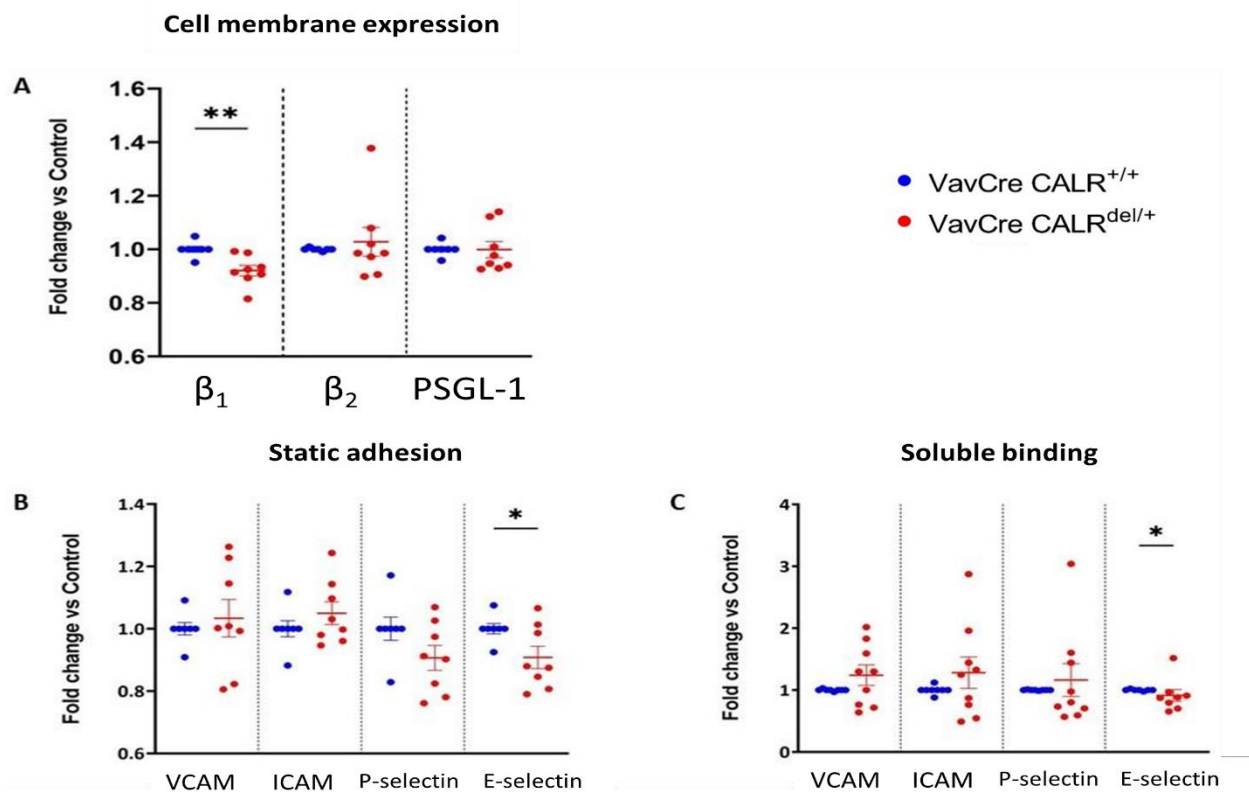 Cell membrane expression
A
Fold change vs Control
1.6
1.4
1.2
1.0
0.8
0.6
**
β₁ β₂ PSGL-1
VavCre CALR⁺/⁺
VavCre CALRᵈᵉˡ/⁺
Static adhesion
B
Fold change vs Control
1.4
1.2
1.0
0.8
0.6
*
VCAM ICAM P-selectin E-selectin
Soluble binding
C
Fold change vs Control
4
3
2
1
0
*
VCAM ICAM P-selectin E-selectin